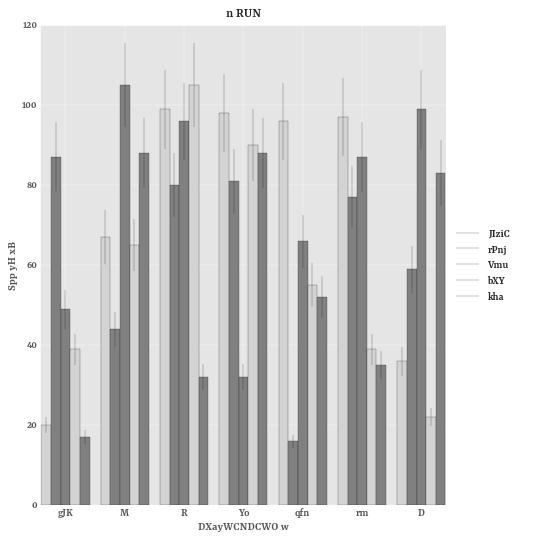 n RUN
120
100
80
60
40
20
0
Spp yH xB
gJK M R Yo qfn rm D
DXayWCNDCWO w
JIziC
rPnj
Vmu
bXY
kha